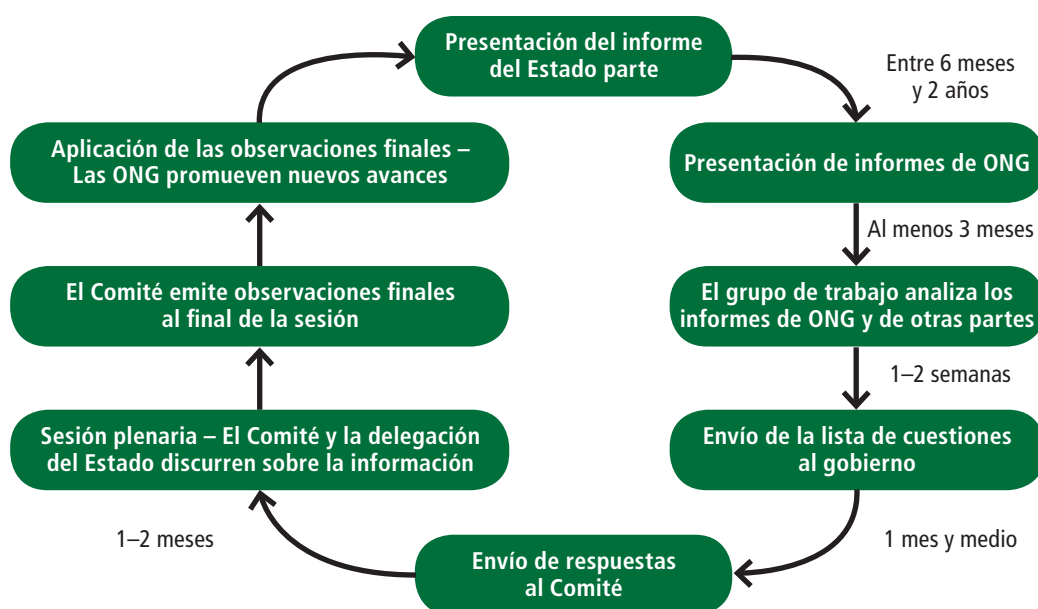 Presentación del informe
del Estado parte
Entre 6 meses
y 2 años
Presentación de informes de ONG
Al menos 3 meses
El grupo de trabajo analiza los
informes de ONG y de otras partes
1–2 semanas
Envío de la lista de cuestiones
al gobierno
1 mes y medio
Envío de respuestas
al Comité
1–2 meses
Sesión plenaria – El Comité y la delegación
del Estado discurren sobre la información
El Comité emite observaciones finales
al final de la sesión
Aplicación de las observaciones finales –
Las ONG promueven nuevos avances